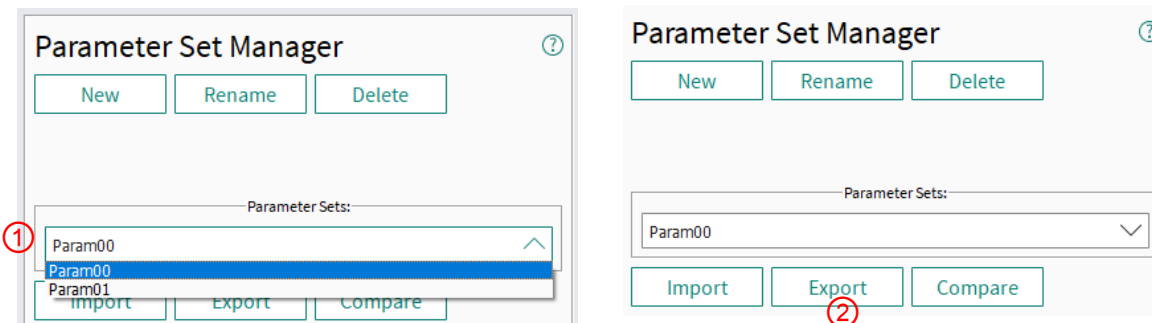 Parameter Set Manager ?
New Rename Delete
Parameter Sets:
① Param00
Param00
Param01
Import Export Compare
Parameter Set Manager ?
New Rename Delete
Parameter Sets:
Param00
Import Export Compare
②